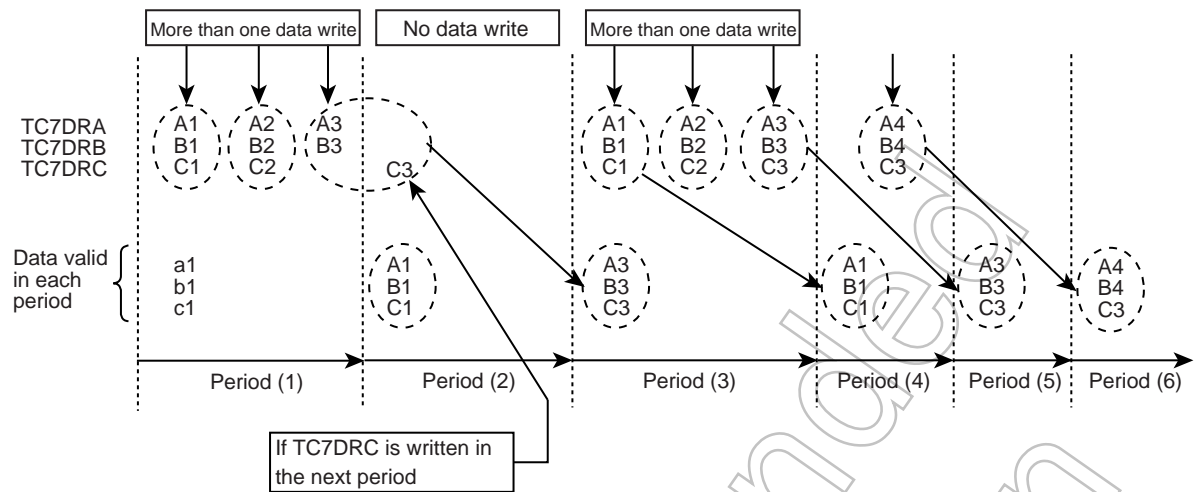 More than one data write
No data write
More than one data write
TC7DRA
TC7DRB
TC7DRC
A1
B1
C1
A2
B2
C2
A3
B3
C3
A1
B1
C1
A2
B2
C2
A3
B3
C3
A4
B4
C3
Data valid
in each
period
a1
b1
c1
A1
B1
C1
A3
B3
C3
A1
B1
C1
A3
B3
C3
A4
B4
C3
Period (1)
Period (2)
Period (3)
Period (4)
Period (5)
Period (6)
If TC7DRC is written in
the next period